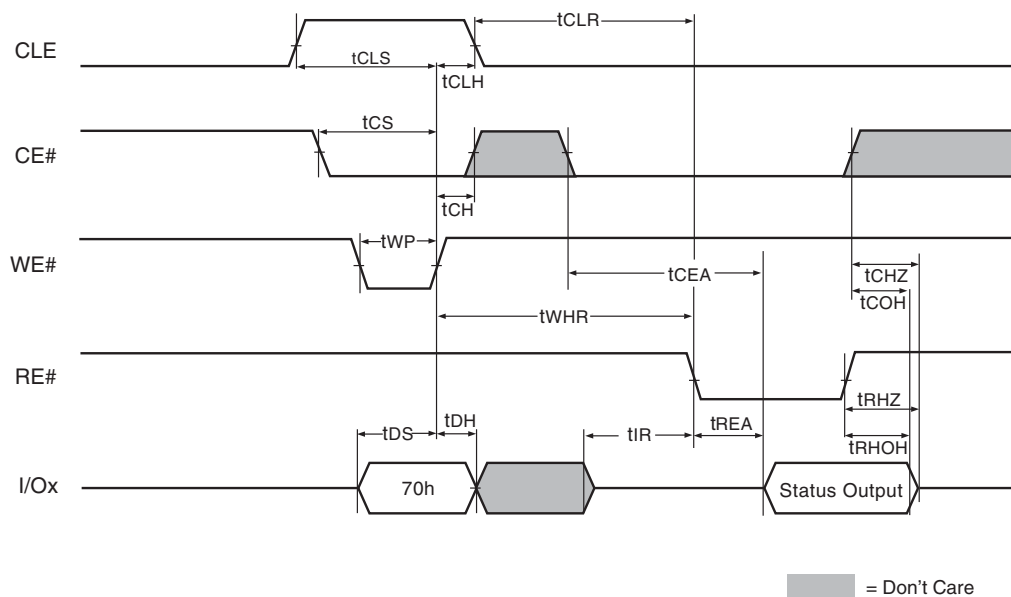 tCLR
CLE
tCLS
tCLH
tCS
CE#
tCH
tWP
WE#
tCEA
tCHZ
tCOH
tWHR
RE#
tRHZ
tDS
tDH
tIR
tREA
tRHOH
I/Ox
70h
Status Output
= Don't Care